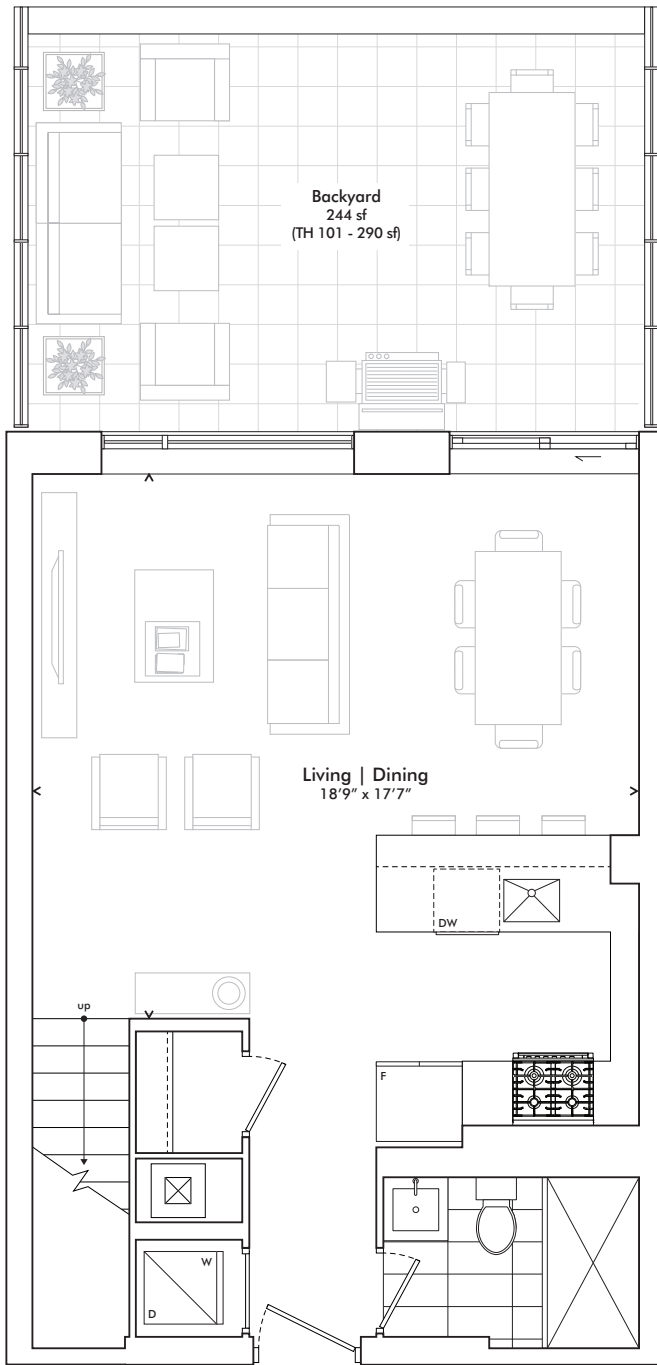 Backyard
244 sf
(TH 101 - 290 sf)
Living | Dining
18’9” x 17’7”
DW
up
F
W
D